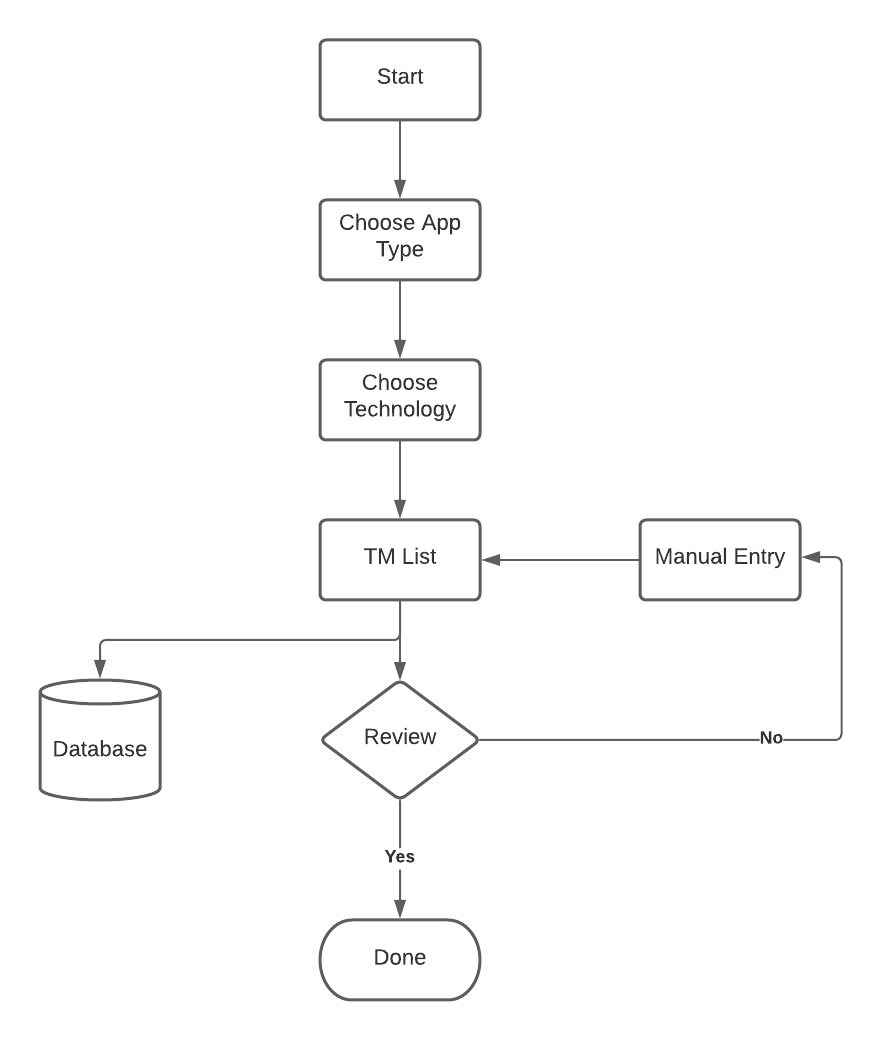 Start
Choose App
Type
Choose
Technology
TM List
Manual Entry
Database
Review
No
Yes
Done